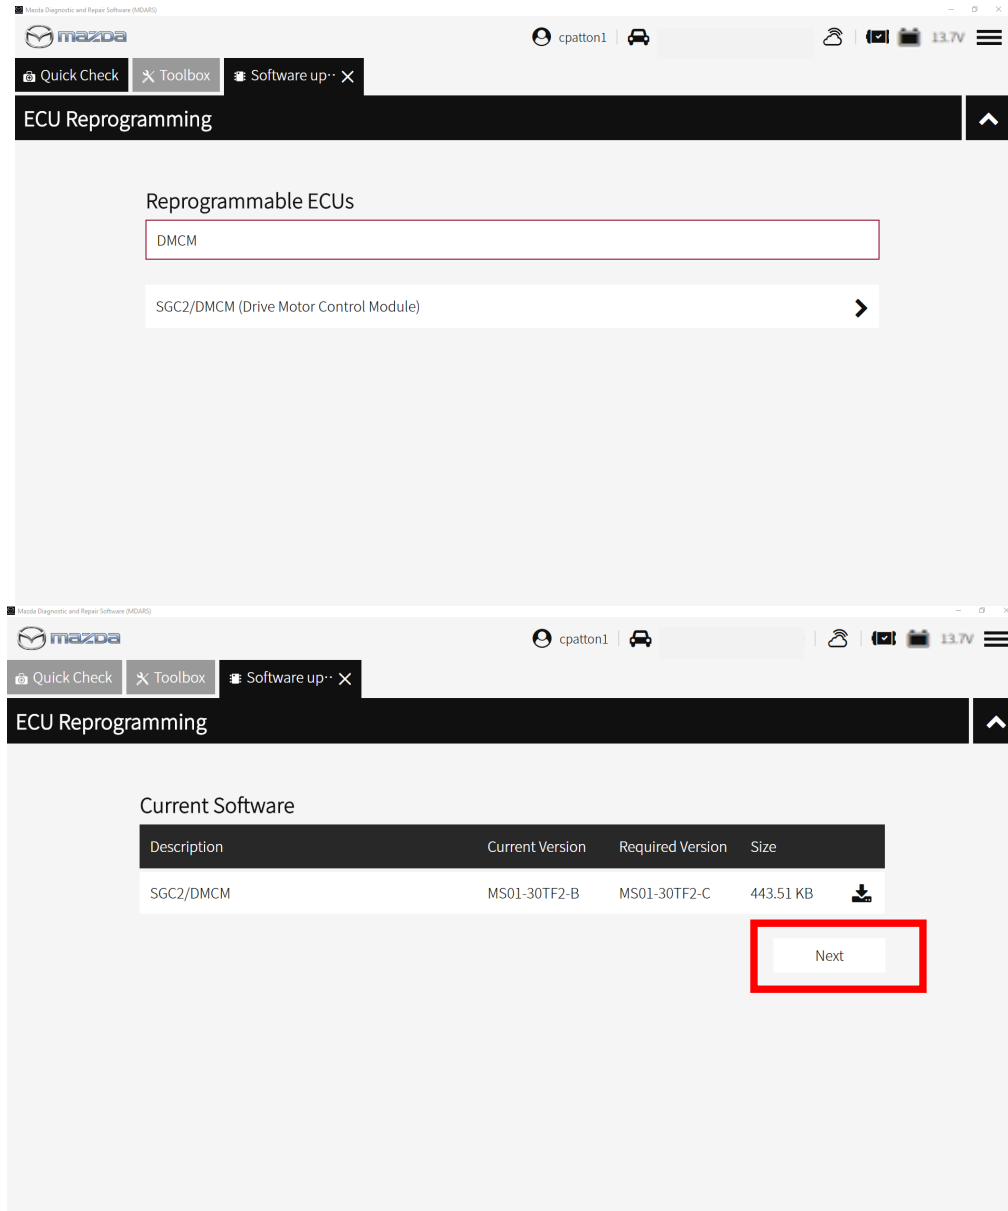 Mazda Diagnostic and Repair Software (MDARS)
mazda
cpatton1
13.7V
Quick Check
Toolbox
Software up··
ECU Reprogramming
Reprogrammable ECUs
DMCM
SGC2/DMCM (Drive Motor Control Module)
Mazda Diagnostic and Repair Software (MDARS)
mazda
cpatton1
13.7V
Quick Check
Toolbox
Software up··
ECU Reprogramming
Current Software
Description Current Version Required Version Size
SGC2/DMCM MS01-30TF2-B MS01-30TF2-C 443.51 KB
Next